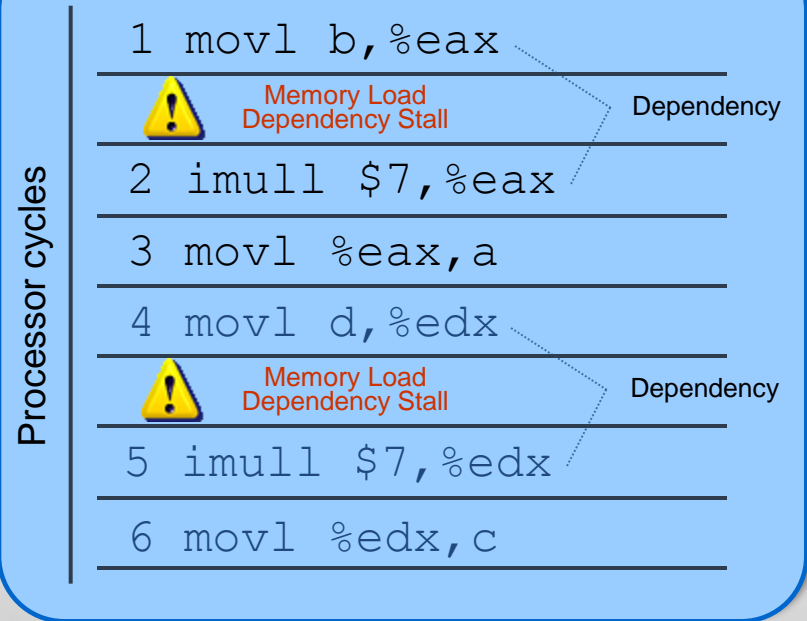 Processor cycles
1 movl b,%eax
Memory Load
Dependency Stall
Dependency
2 imull $7,%eax
3 movl %eax,a
4 movl d,%edx
Memory Load
Dependency Stall
Dependency
5 imull $7,%edx
6 movl %edx,c